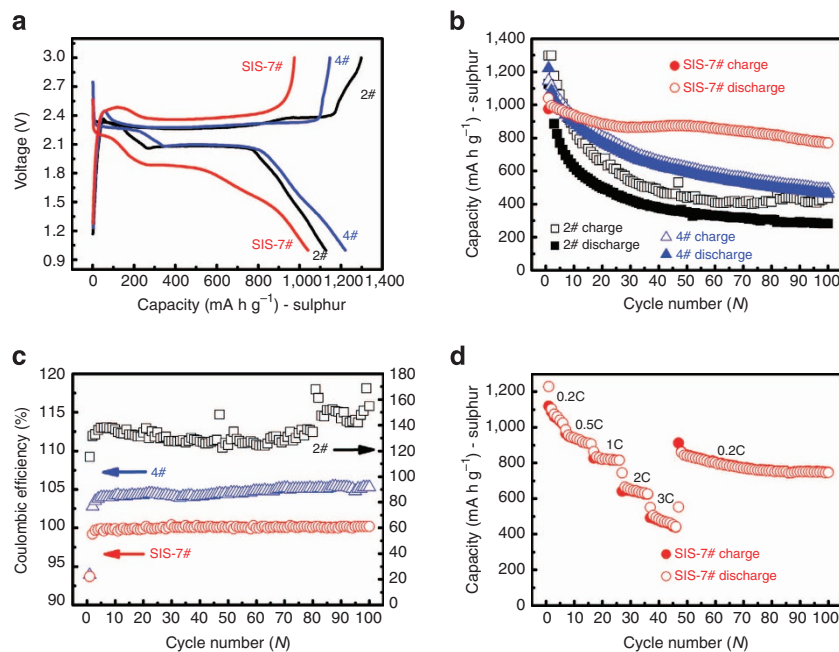 a
3.0
2.7
2.4
2.1
1.8
1.5
1.2
0.9
Voltage (V)
SIS-7#
4#
2#
SIS-7#
2#
4#
0 200 400 600 800 1,000 1,200 1,400
Capacity (mA h g⁻¹) - sulphur
b
1,400
1,200
1,000
800
600
400
200
0
Capacity (mA h g⁻¹) - sulphur
SIS-7# charge
SIS-7# discharge
2# charge
2# discharge
4# charge
4# discharge
0 20 40 60 80 100
Cycle number (N)
c
120
115
110
105
100
95
90
Coulombic efficiency (%)
180
160
140
120
100
80
60
40
20
0
2#
4#
SIS-7#
0 10 20 30 40 50 60 70 80 90 100
Cycle number (N)
d
1,200
1,000
800
600
400
200
0
Capacity (mA h g⁻¹) - sulphur
0.2C
0.5C
1C
2C
3C
0.2C
SIS-7# charge
SIS-7# discharge
0 10 20 30 40 50 60 70 80 90 100
Cycle number (N)